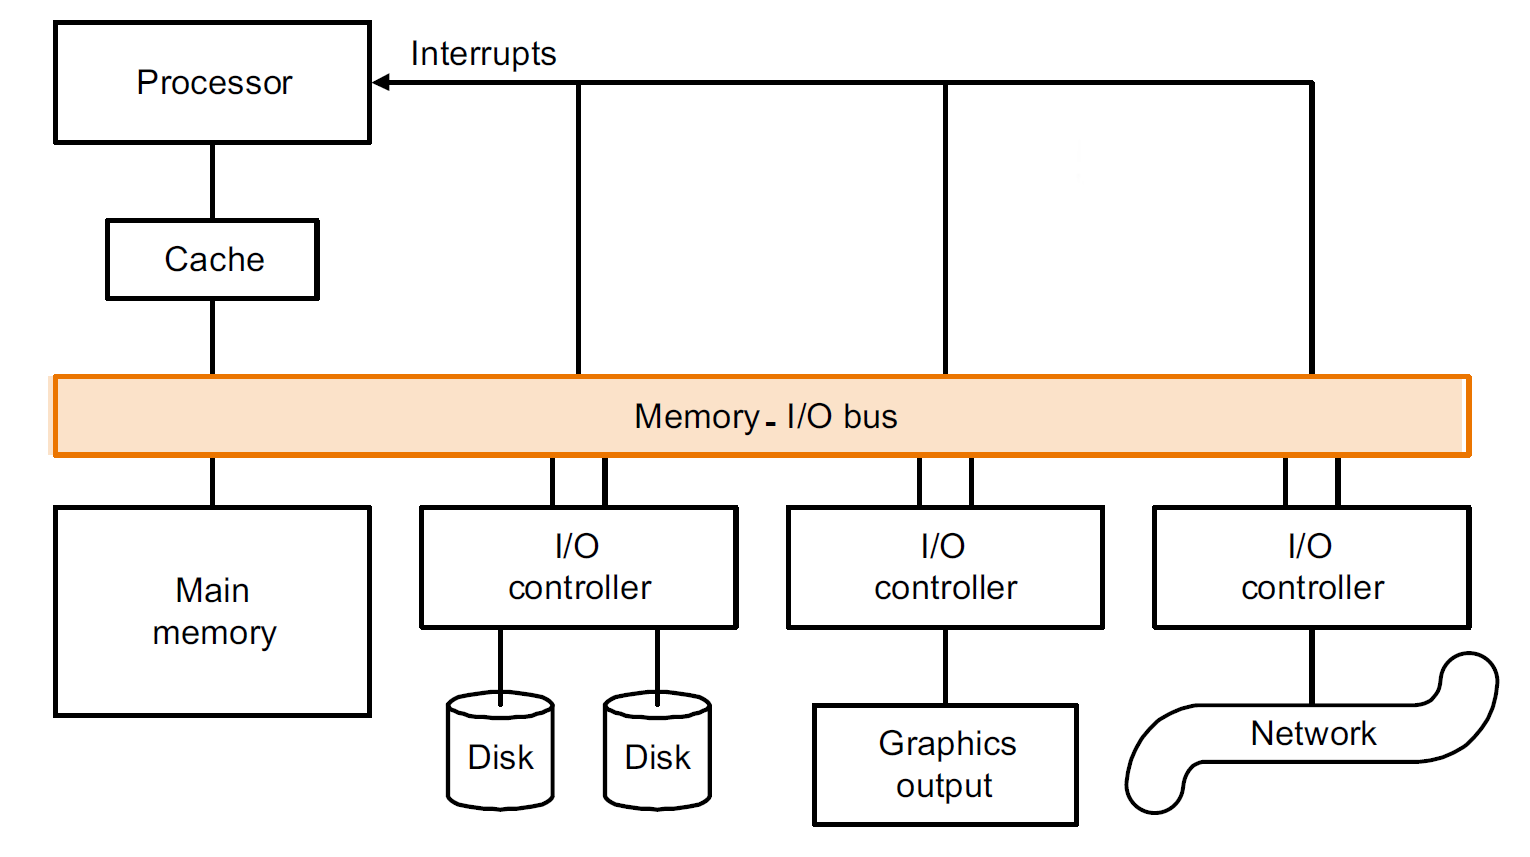 Interrupts
Processor
Cache
Memory - I/O bus
Main
memory
I/O
controller
I/O
controller
I/O
controller
Disk
Disk
Graphics
output
Network